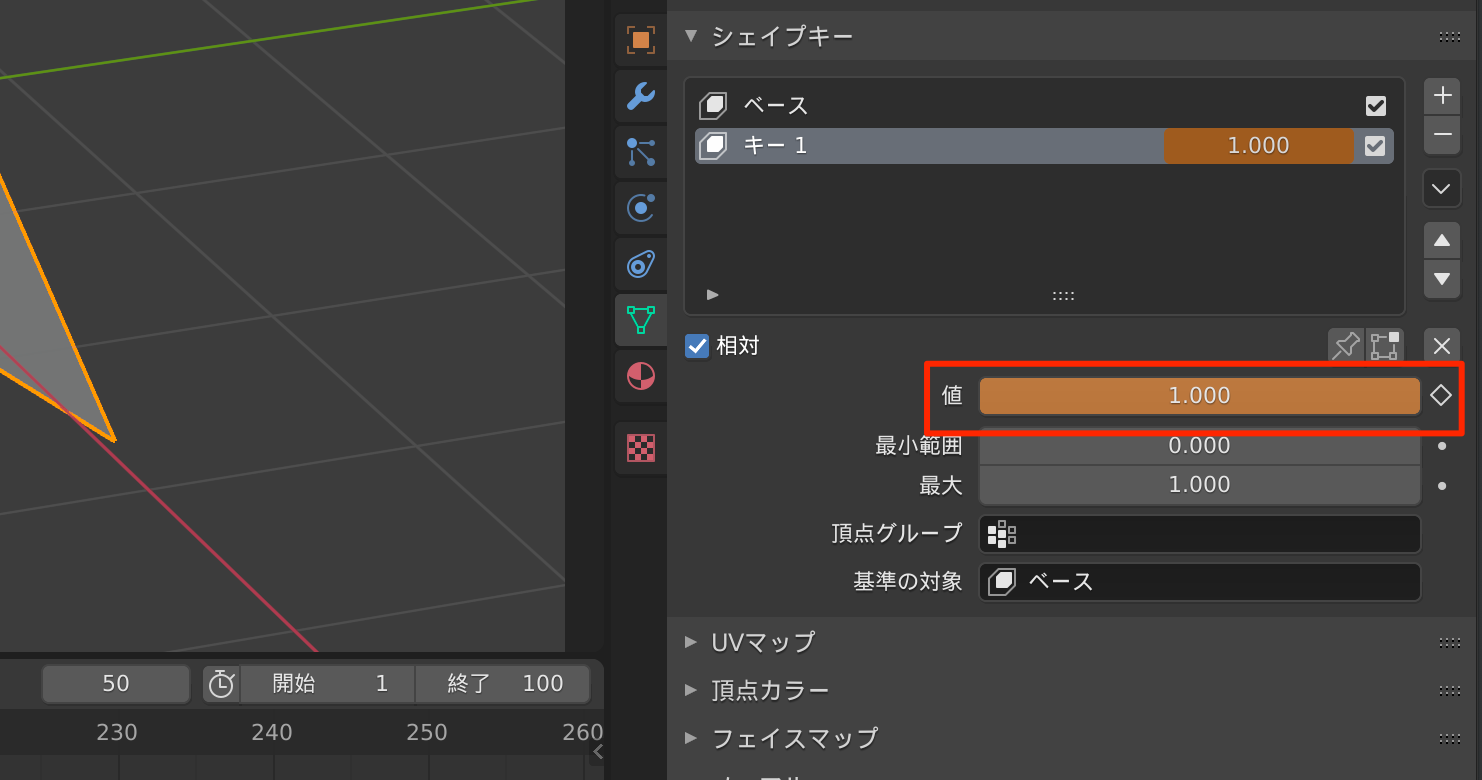 シェイプキー
ベース
キー 1 1.000
相対
値 1.000
最小範囲 0.000
最大 1.000
頂点グループ
基準の対象 ベース
UVマップ
頂点カラー
フェイスマップ
50 開始 1 終了 100
230 240 250 260